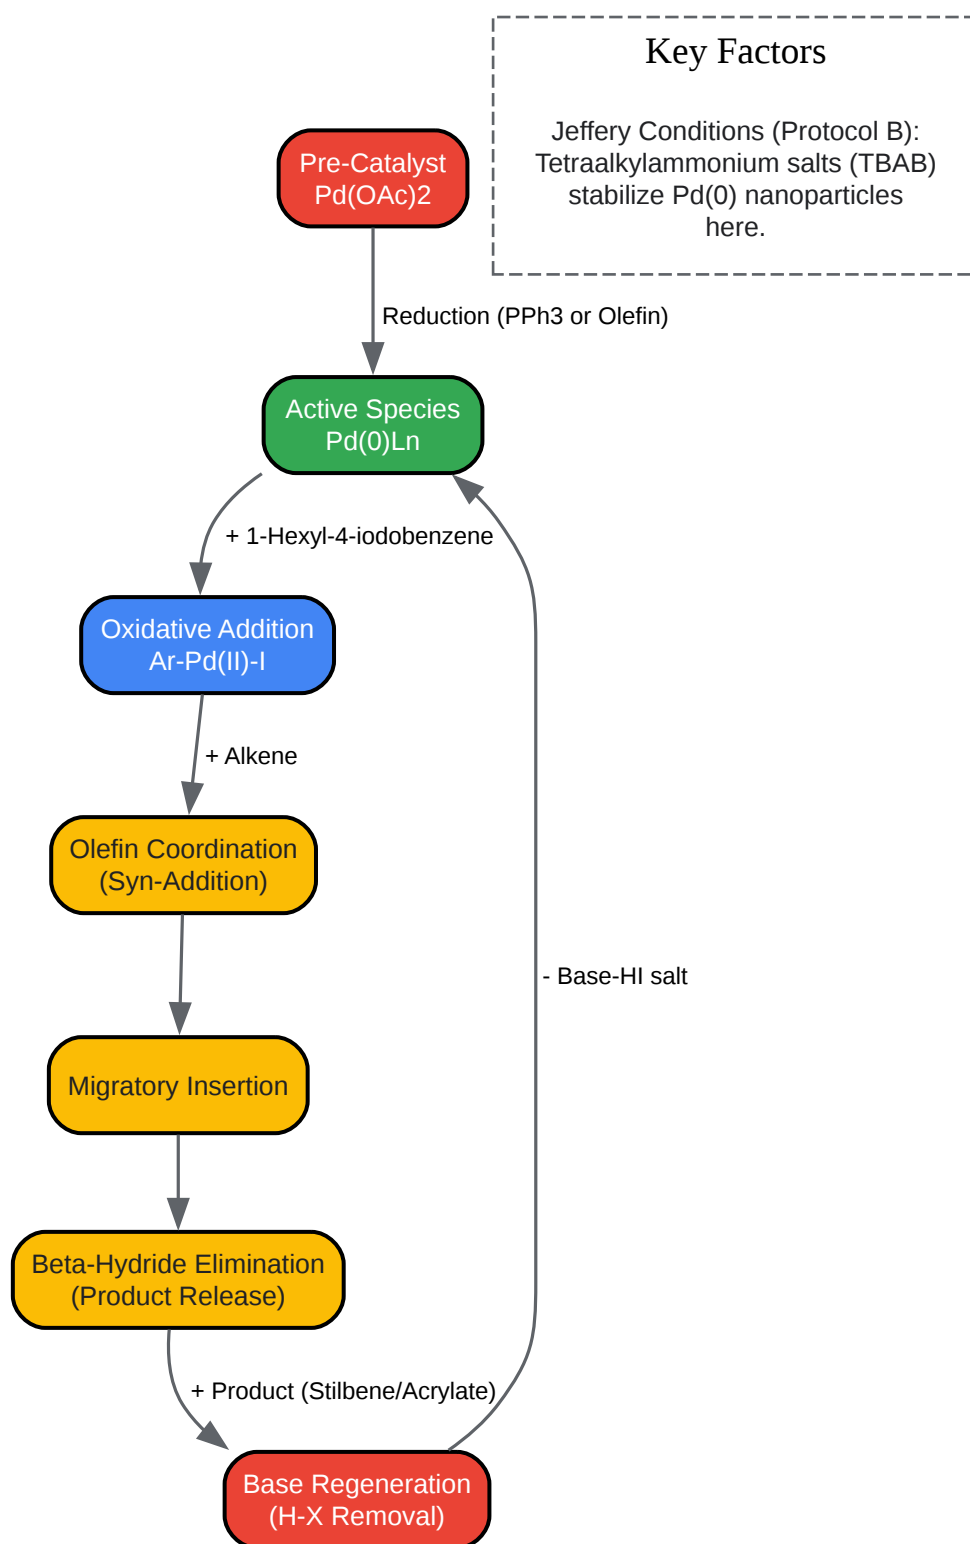 Key Factors
Jeffery Conditions (Protocol B):
Tetraalkylammonium salts (TBAB)
stabilize Pd(0) nanoparticles
here.
Pre-Catalyst
Pd(OAc)2
Reduction (PPh3 or Olefin)
Active Species
Pd(0)Ln
+ 1-Hexyl-4-iodobenzene
Oxidative Addition
Ar-Pd(II)-I
+ Alkene
Olefin Coordination
(Syn-Addition)
- Base-HI salt
Migratory Insertion
Beta-Hydride Elimination
(Product Release)
+ Product (Stilbene/Acrylate)
Base Regeneration
(H-X Removal)